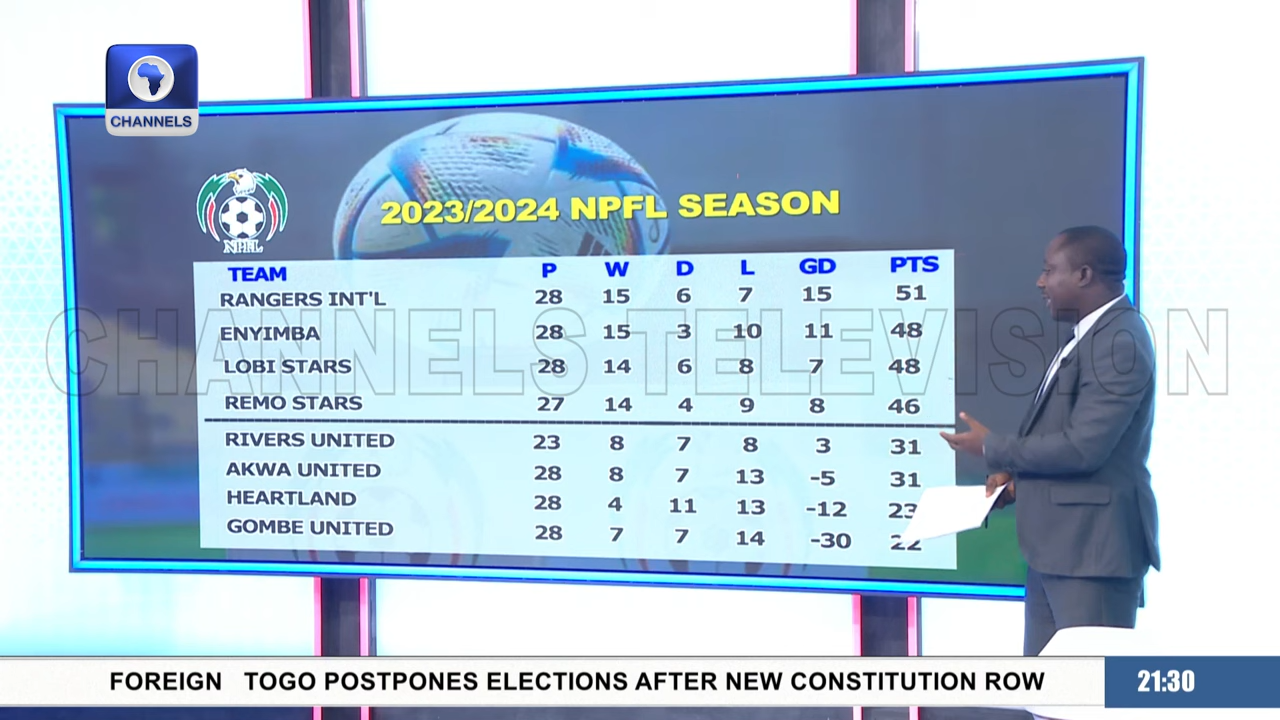 CHANNELS
NPFL
2023/2024 NPFL SEASON
TEAM P W D L GD PTS
RANGERS INT'L 28 15 6 7 15 51
ENYIMBA 28 15 3 10 11 48
CHANNELS TELEVISION
LOBI STARS 28 14 6 8 7 48
REMO STARS 27 14 4 9 8 46
RIVERS UNITED 23 8 7 8 3 31
AKWA UNITED 28 8 7 13 -5 31
HEARTLAND 28 4 11 13 -12 23
GOMBE UNITED 28 7 7 14 -30 22
FOREIGN TOGO POSTPONES ELECTIONS AFTER NEW CONSTITUTION ROW 21:30